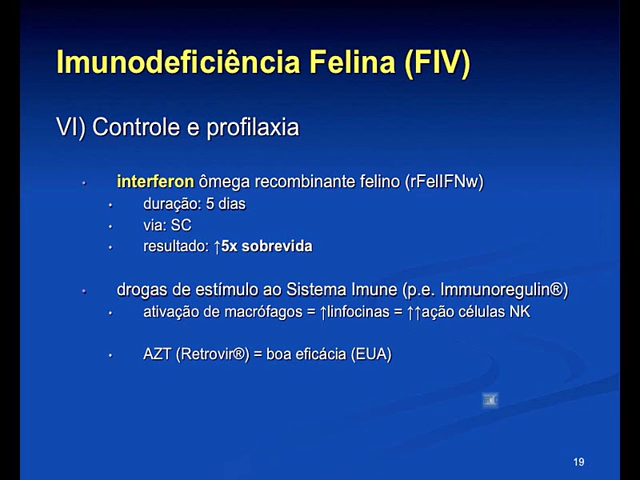 Imunodeficiência Felina (FIV)
VI) Controle e profilaxia
• interferon ômega recombinante felino (rFelIFNw)
• duração: 5 dias
• via: SC
• resultado: ↑5x sobrevida
• drogas de estímulo ao Sistema Imune (p.e. Immunoregulin®)
• ativação de macrófagos = ↑linfocinas = ↑↑ação células NK
• AZT (Retrovir®) = boa eficácia (EUA)
19